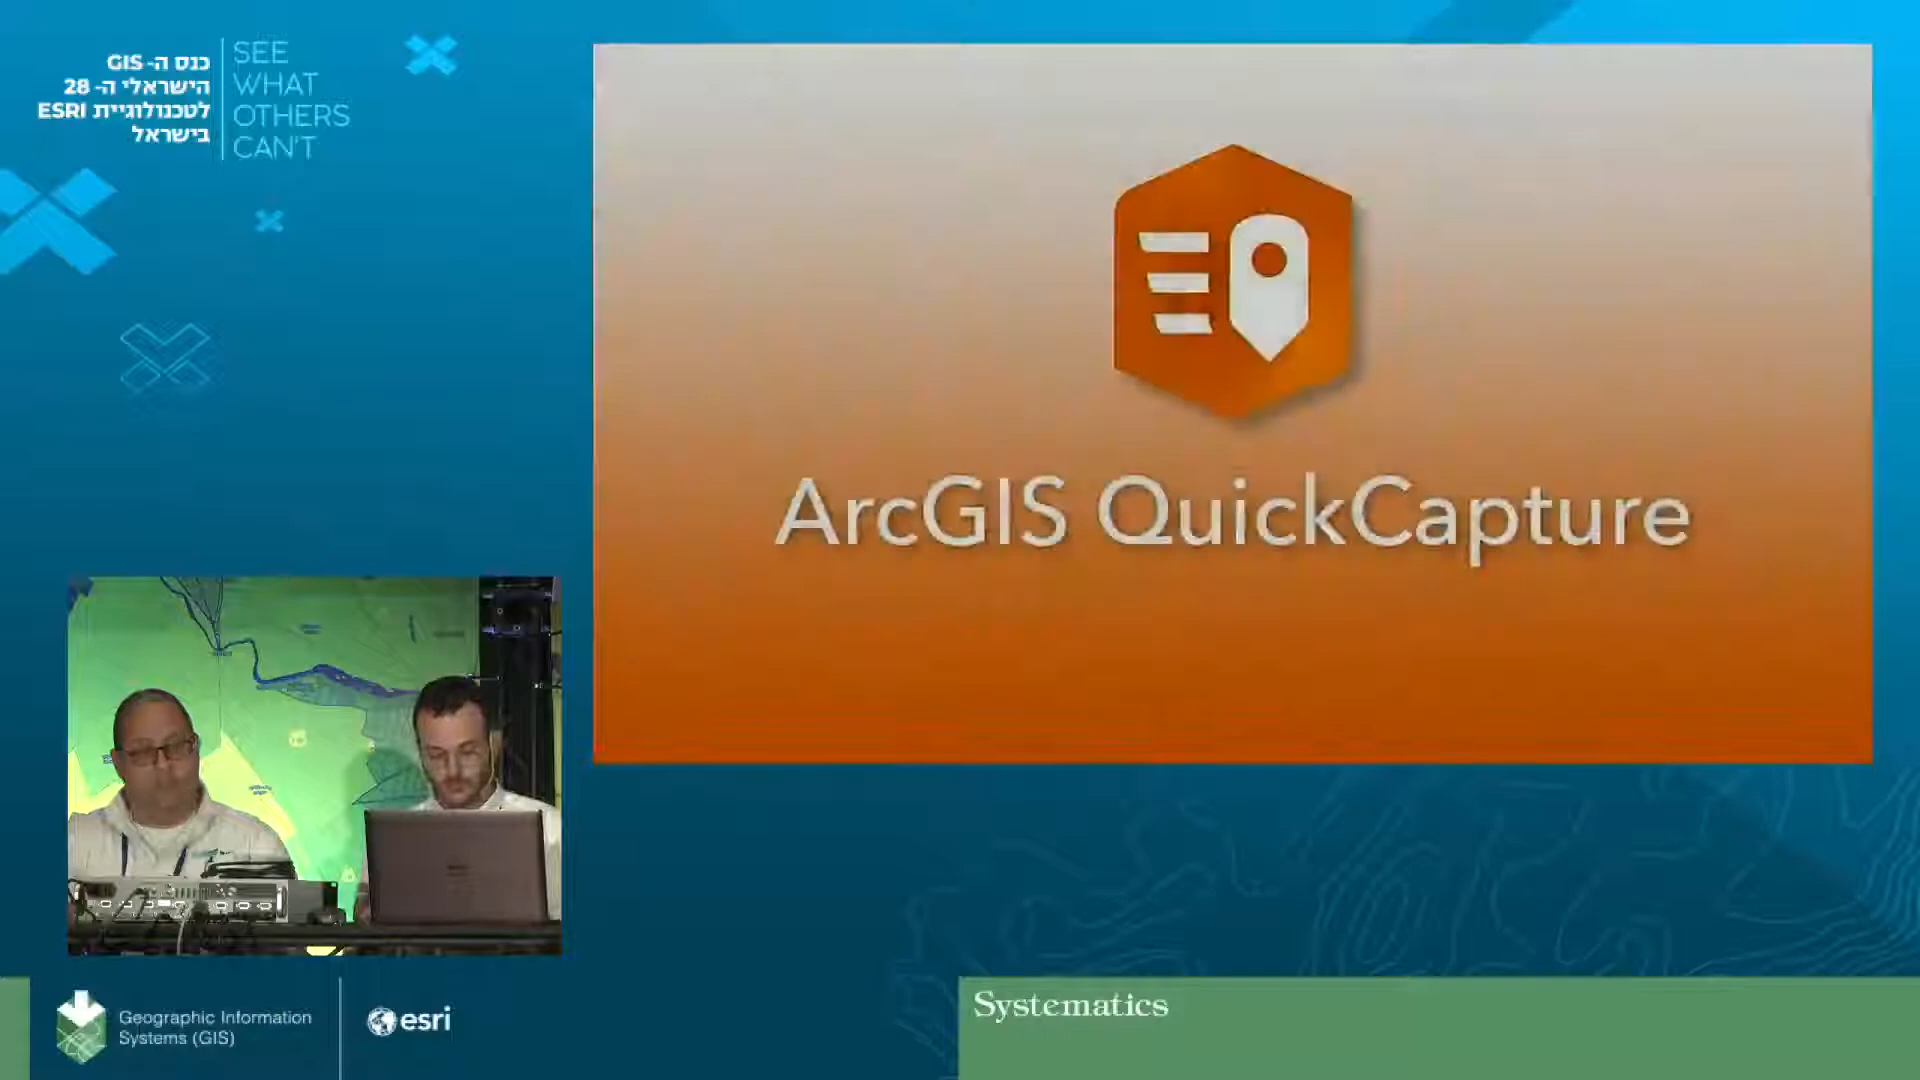 כנס ה- GIS
הישראלי ה- 28
לטכנולוגיית ESRI
בישראל
SEE
WHAT
OTHERS
CAN'T
ArcGIS QuickCapture
Geographic Information
Systems (GIS)
esri
Systematics